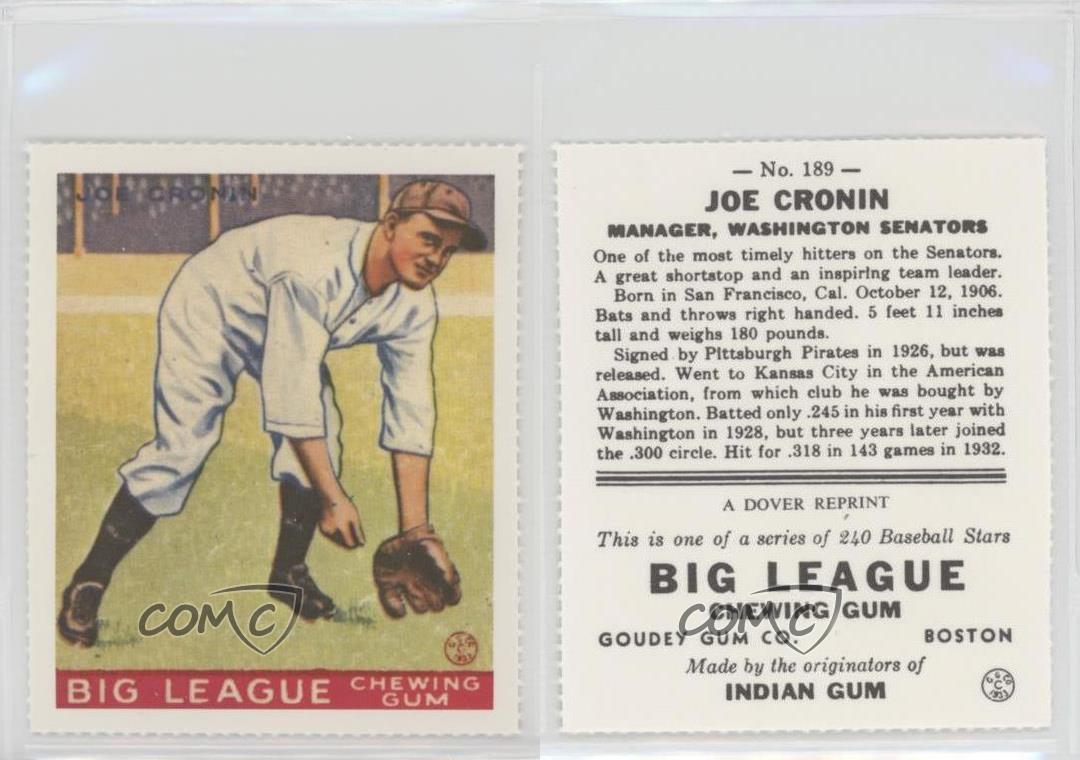 JOE CRONIN
COMC
G.G.CO.
C
1933
BIG LEAGUE CHEWING GUM
— No. 189 —
JOE CRONIN
MANAGER, WASHINGTON SENATORS
One of the most timely hitters on the Senators.
A great shortstop and an inspiring team leader.
Born in San Francisco, Cal. October 12, 1906.
Bats and throws right handed. 5 feet 11 inches
tall and weighs 180 pounds.
Signed by Pittsburgh Pirates in 1926, but was
released. Went to Kansas City in the American
Association, from which club he was bought by
Washington. Batted only .245 in his first year with
Washington in 1928, but three years later joined
the .300 circle. Hit for .318 in 143 games in 1932.
A DOVER REPRINT
This is one of a series of 240 Baseball Stars
BIG LEAGUE
CHEWING GUM
COMC
GOUDEY GUM CO. BOSTON
Made by the originators of
INDIAN GUM
G.G.CO.
C
1933